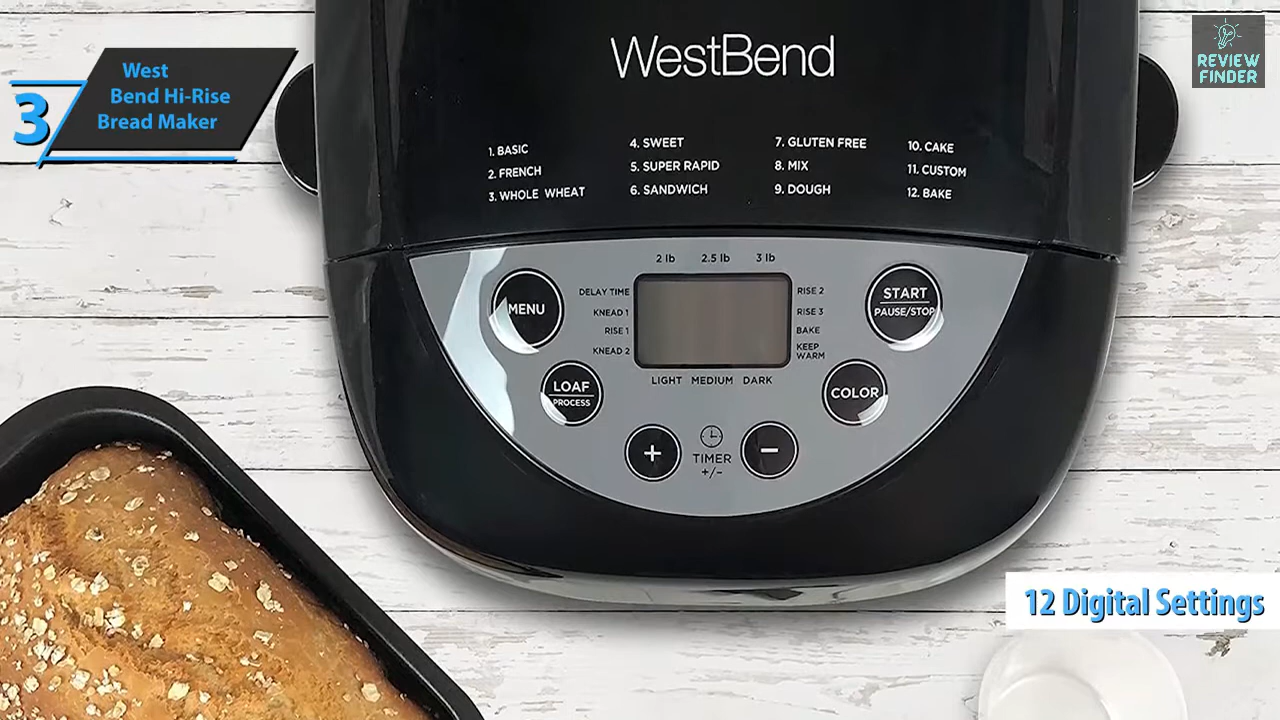 3
West
Bend Hi-Rise
Bread Maker
REVIEW
FINDER
WestBend
1. BASIC
2. FRENCH
3. WHOLE WHEAT
4. SWEET
5. SUPER RAPID
6. SANDWICH
7. GLUTEN FREE
8. MIX
9. DOUGH
10. CAKE
11. CUSTOM
12. BAKE
2 lb 2.5 lb 3 lb
MENU
DELAY TIME
KNEAD 1
RISE 1
KNEAD 2
RISE 2
RISE 3
BAKE
KEEP
WARM
START
PAUSE/STOP
LIGHT MEDIUM DARK
LOAF
PROCESS
COLOR
+
TIMER
+/-
-
12 Digital Settings